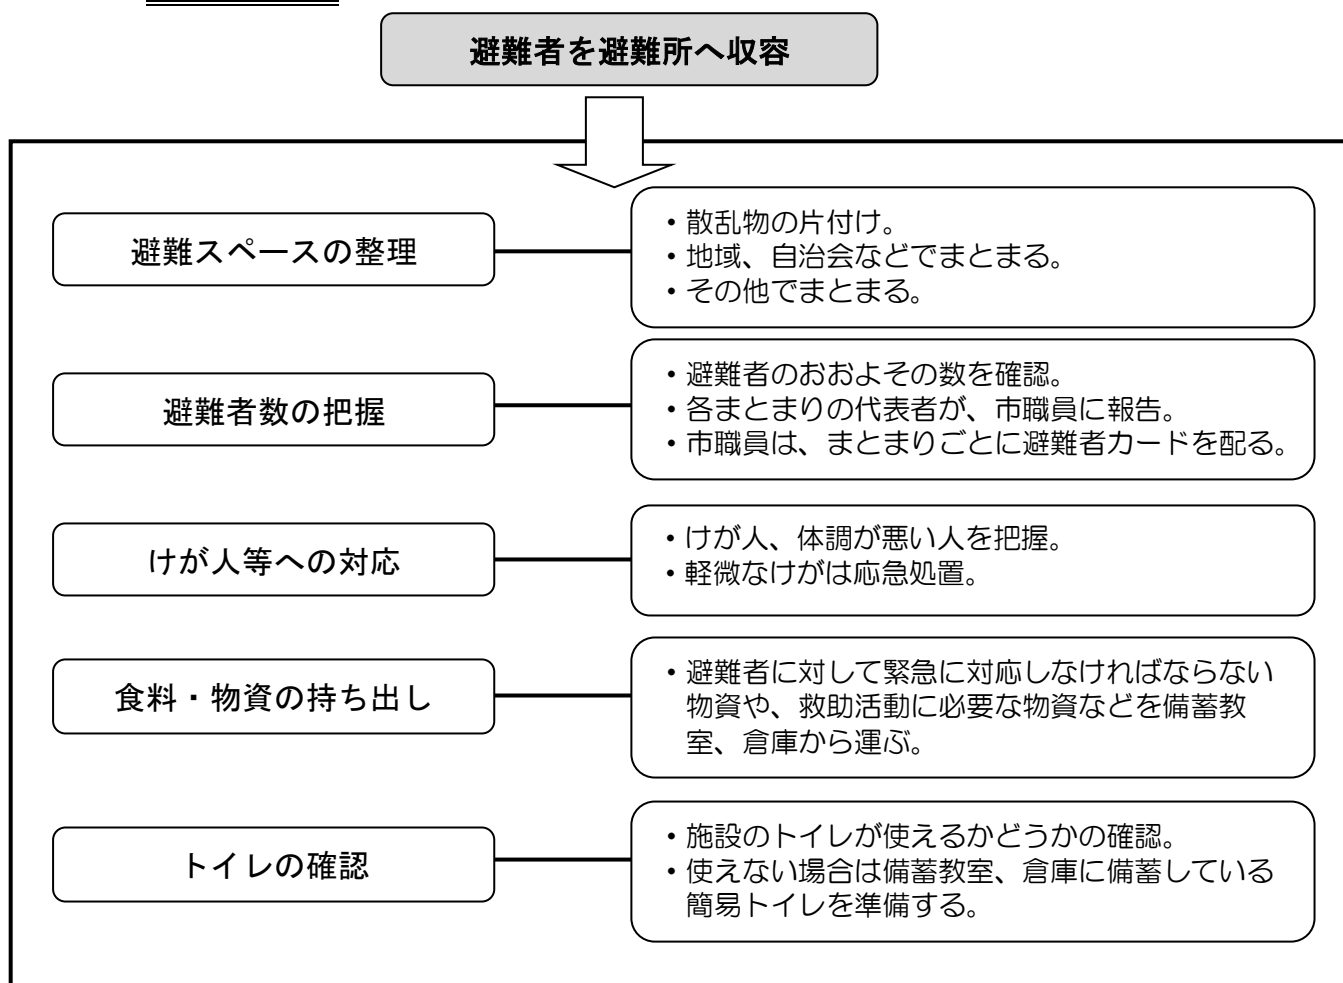 避難者を避難所へ収容
避難スペースの整理
・散乱物の片付け。
・地域、自治会などでまとまる。
・その他でまとまる。
避難者数の把握
・避難者のおおよその数を確認。
・各まとまりの代表者が、市職員に報告。
・市職員は、まとまりごとに避難者カードを配る。
けが人等への対応
・けが人、体調が悪い人を把握。
・軽微なけがは応急処置。
食料・物資の持ち出し
・避難者に対して緊急に対応しなければならない
物資や、救助活動に必要な物資などを備蓄教
室、倉庫から運ぶ。
トイレの確認
・施設のトイレが使えるかどうかの確認。
・使えない場合は備蓄教室、倉庫に備蓄している
簡易トイレを準備する。